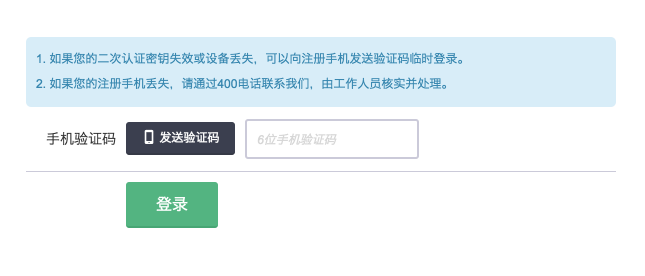 1. 如果您的二次认证密钥失效或设备丢失，可以向注册手机发送验证码临时登录。
2. 如果您的注册手机丢失，请通过400电话联系我们，由工作人员核实并处理。
手机验证码 发送验证码 6位手机验证码
登录